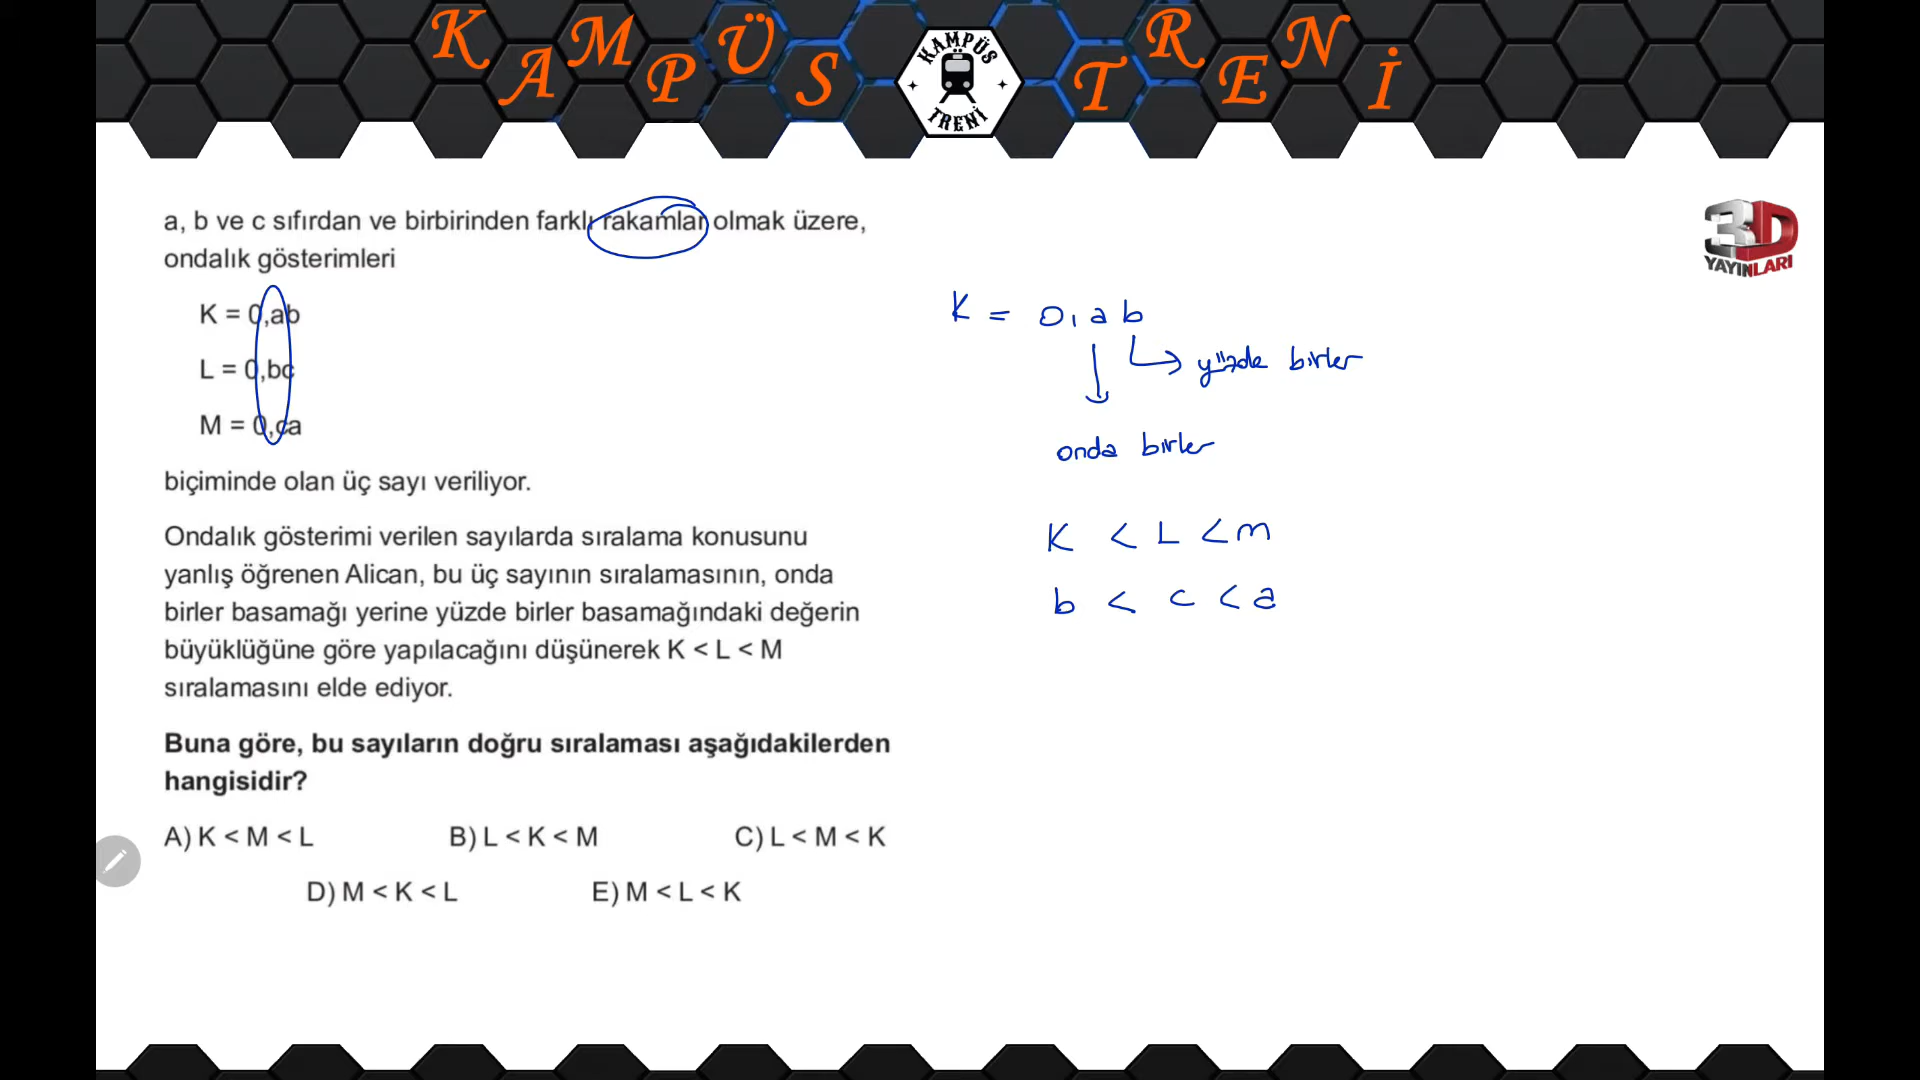 KAMPÜS TRENİ
KAMPÜS
TRENİ
3D
YAYINLARI
a, b ve c sıfırdan ve birbirinden farklı rakamlar olmak üzere,
ondalık gösterimleri
K = 0,ab
L = 0,bc
M = 0,ca
biçiminde olan üç sayı veriliyor.
Ondalık gösterimi verilen sayılarda sıralama konusunu
yanlış öğrenen Alican, bu üç sayının sıralamasının, onda
birler basamağı yerine yüzde birler basamağındaki değerin
büyüklüğüne göre yapılacağını düşünerek K < L < M
sıralamasını elde ediyor.
Buna göre, bu sayıların doğru sıralaması aşağıdakilerden
hangisidir?
A) K < M < L
B) L < K < M
C) L < M < K
D) M < K < L
E) M < L < K
K = 0,ab
yüzde birler
onda birler
K < L < m
b < c < a